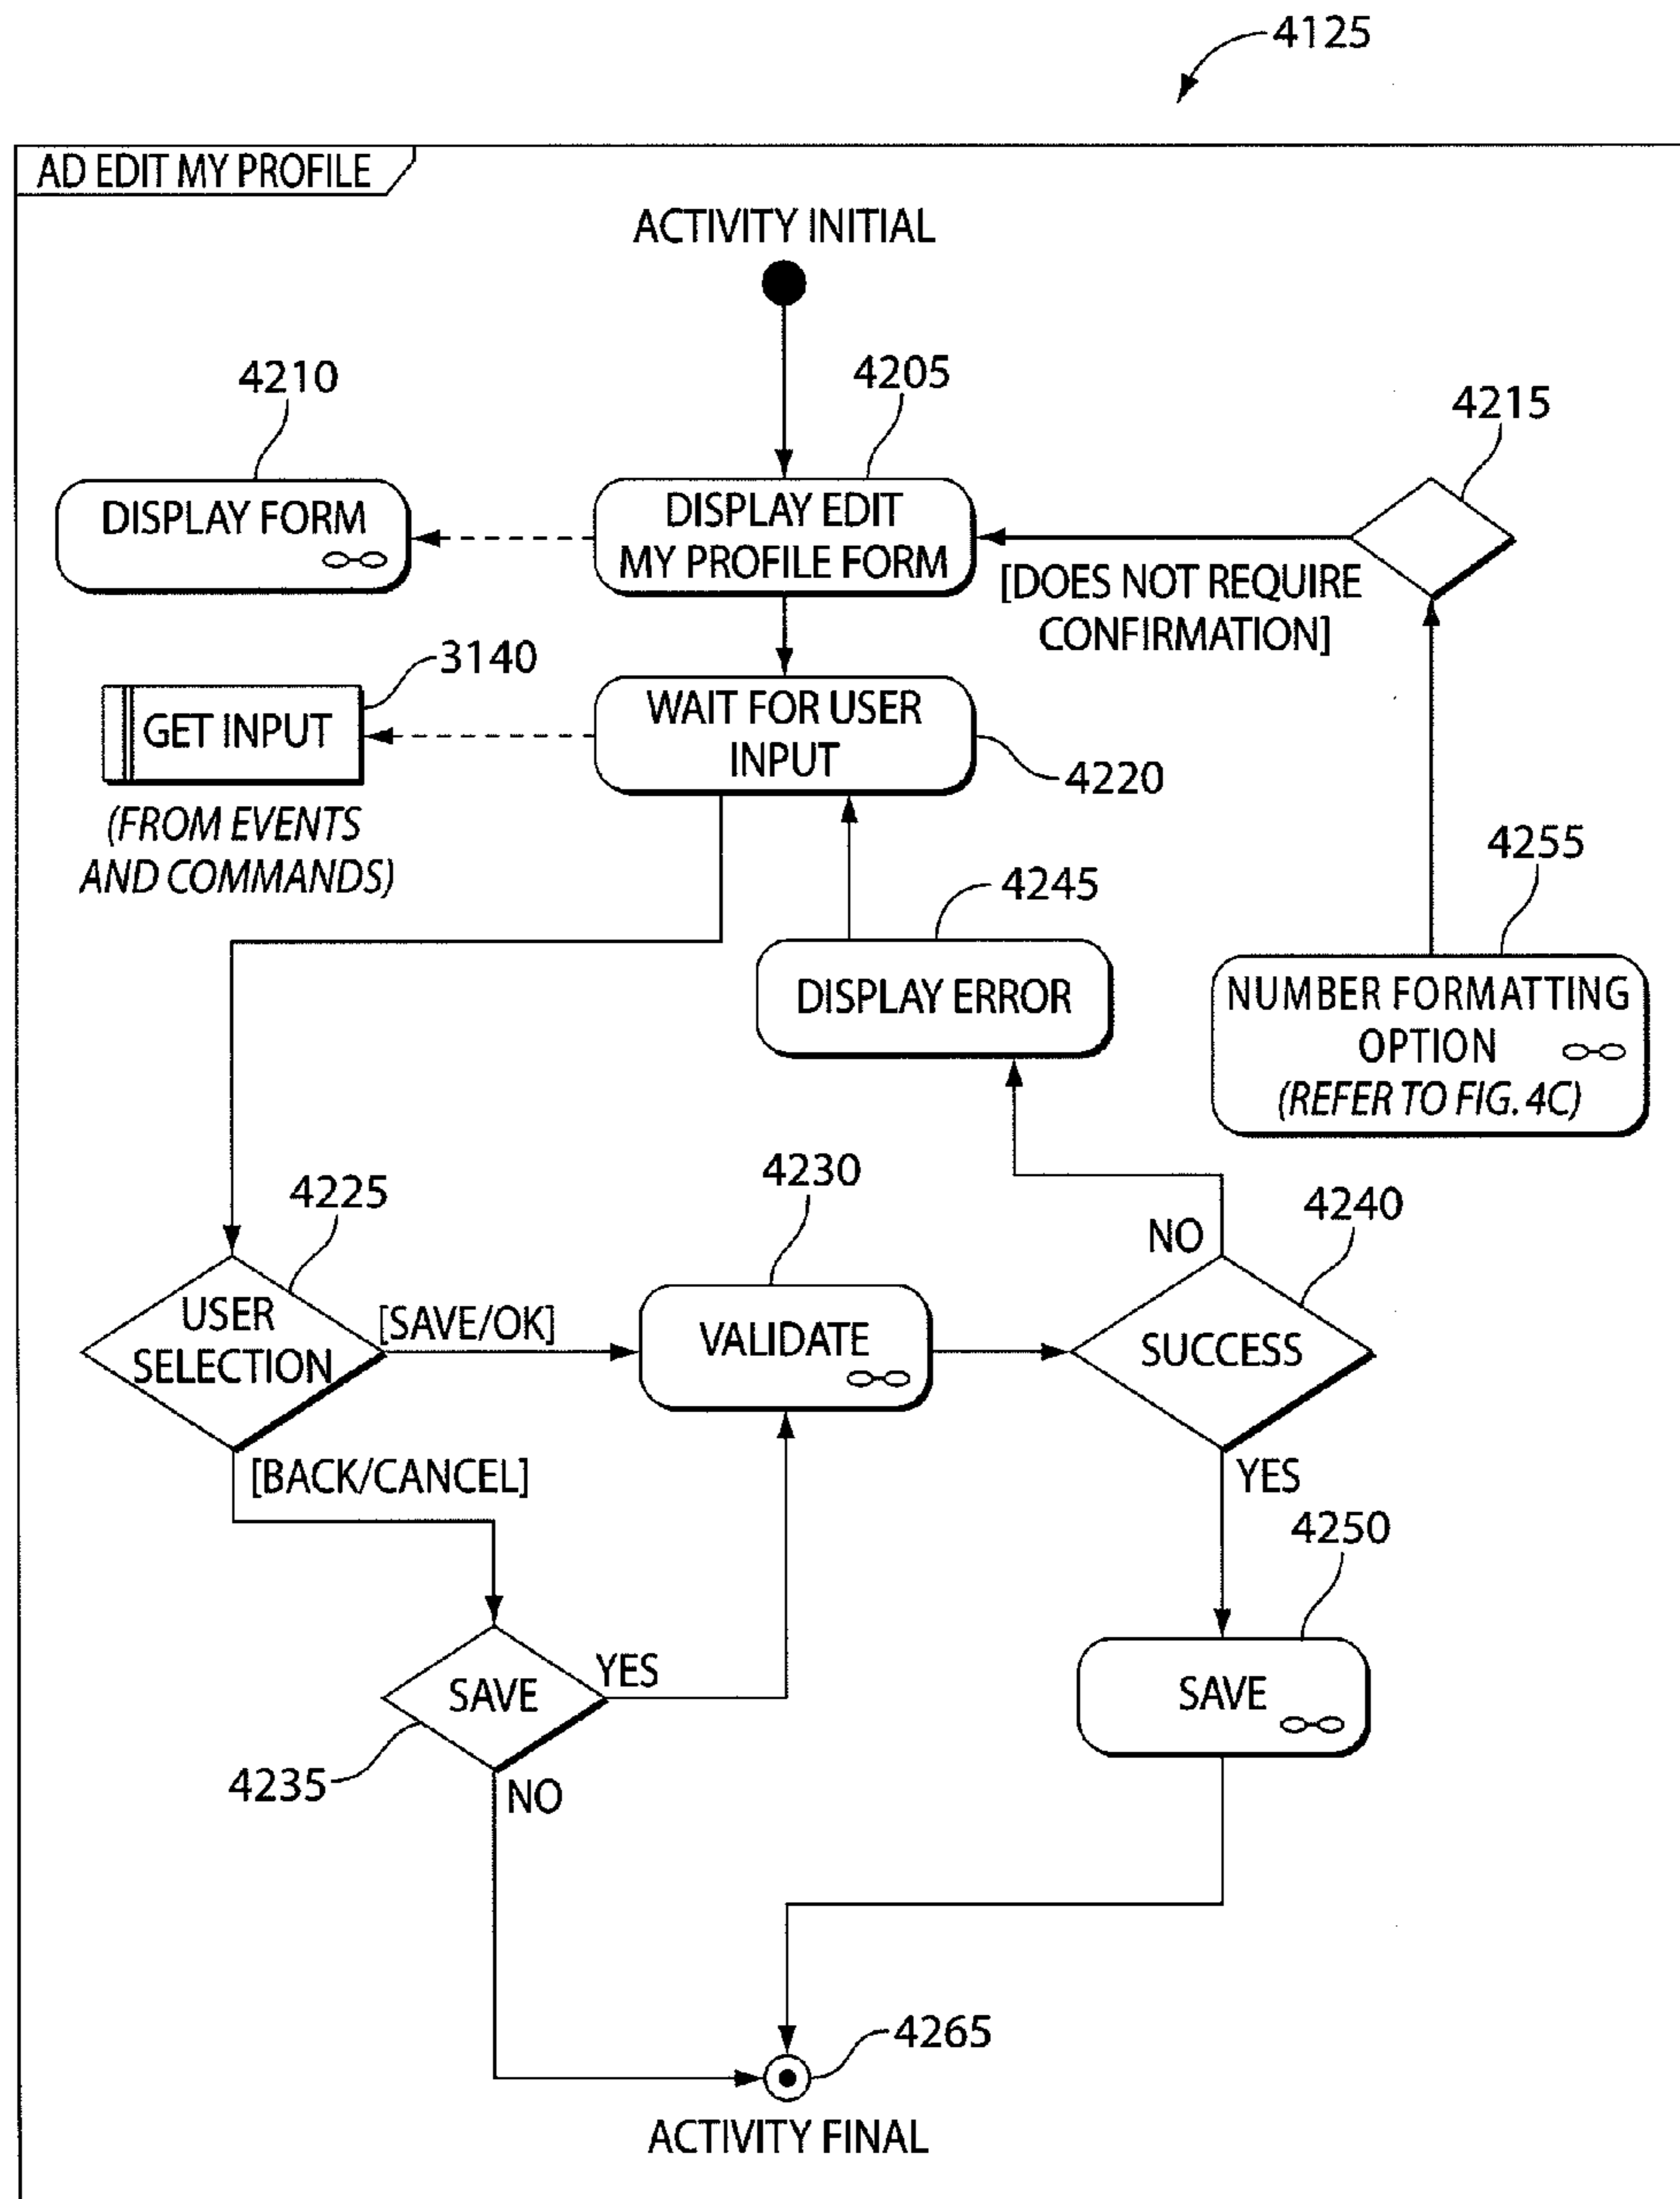 4125
AD EDIT MY PROFILE
ACTIVITY INITIAL
4210
4205
4215
DISPLAY FORM
DISPLAY EDIT
MY PROFILE FORM
[DOES NOT REQUIRE
CONFIRMATION]
3140
GET INPUT
(FROM EVENTS
AND COMMANDS)
WAIT FOR USER
INPUT
4220
4245
4255
DISPLAY ERROR
NUMBER FORMATTING
OPTION
(REFER TO FIG. 4C)
4225
4230
4240
USER
SELECTION
[SAVE/OK]
VALIDATE
NO
SUCCESS
[BACK/CANCEL]
YES
4250
SAVE
YES
SAVE
4235
NO
4265
ACTIVITY FINAL